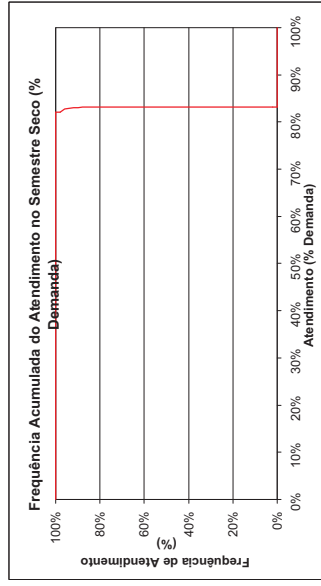 Frequência Acumulada do Atendimento no Semestre Seco (%
Demanda)
Frequência de Atendimento
(%)
100%
80%
60%
40%
20%
0%
0% 10% 20% 30% 40% 50% 60% 70% 80% 90% 100%
Atendimento (% Demanda)